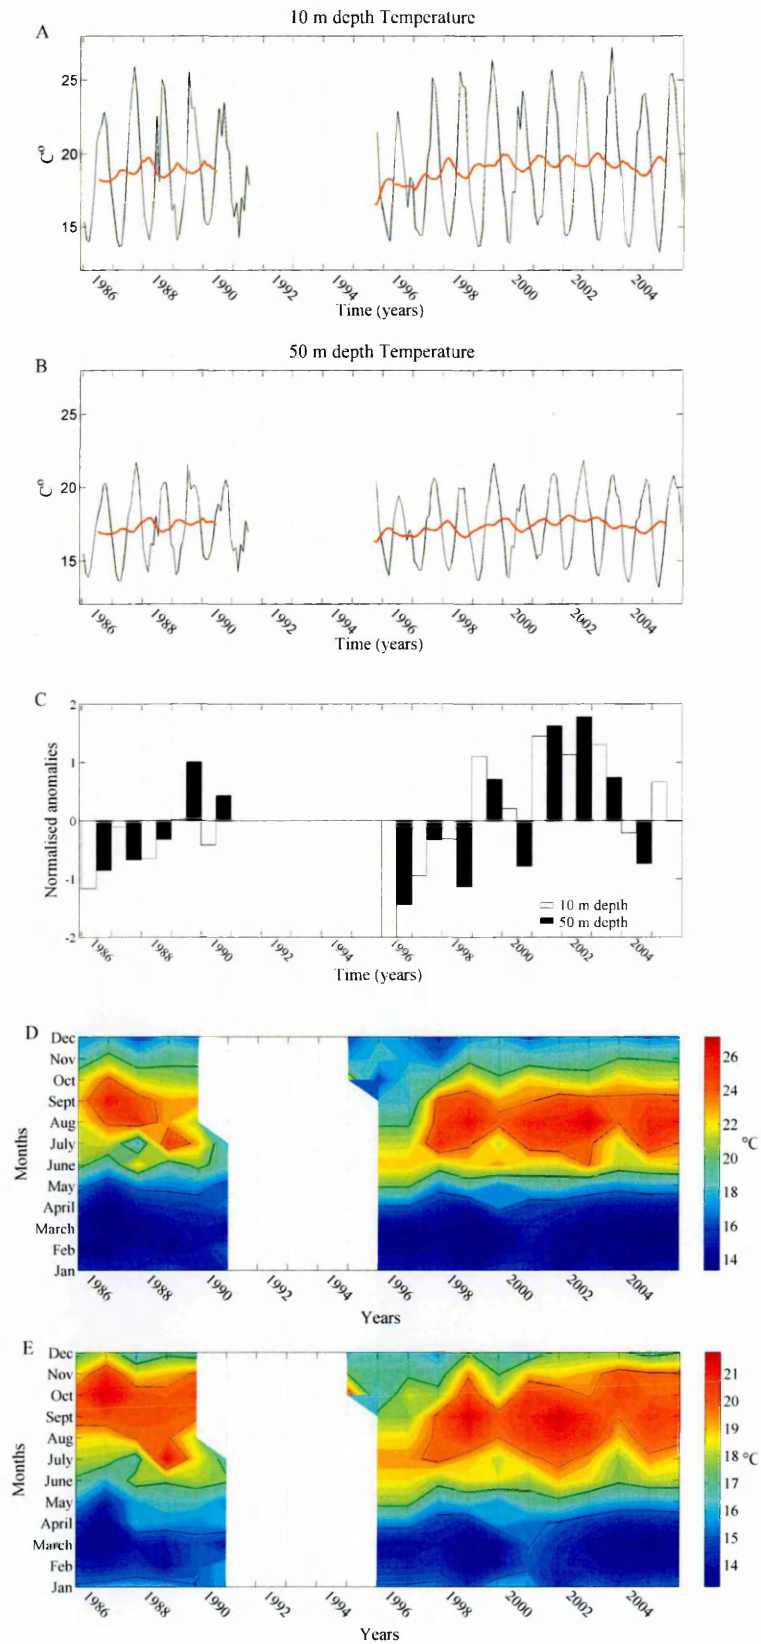 10 m depth Temperature
A
25
20
15
C°
1986
1988
1990
1992
1994
1996
1998
2000
2002
2004
Time (years)
50 m depth Temperature
B
25
20
15
C°
1986
1988
1990
1992
1994
1996
1998
2000
2002
2004
Time (years)
C
2
1
0
-1
-2
Normalised anomalies
10 m depth
50 m depth
1986
1988
1990
1992
1994
1996
1998
2000
2002
2004
Time (years)
D
Dec
Nov
Oct
Sept
Aug
July
June
May
April
March
Feb
Jan
Months
26
24
22
20
18
16
14
°C
1986
1988
1990
1992
1994
1996
1998
2000
2002
2004
Years
E
Dec
Nov
Oct
Sept
Aug
July
June
May
April
March
Feb
Jan
Months
21
20
19
18
17
16
15
14
°C
1986
1988
1990
1992
1994
1996
1998
2000
2002
2004
Years